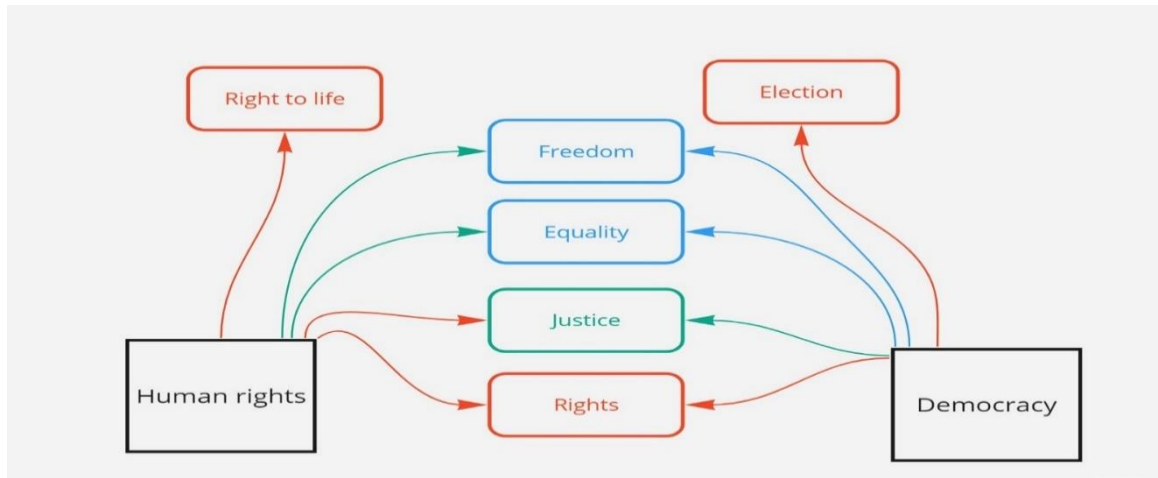 Right to life
Election
Freedom
Equality
Justice
Rights
Human rights
Democracy